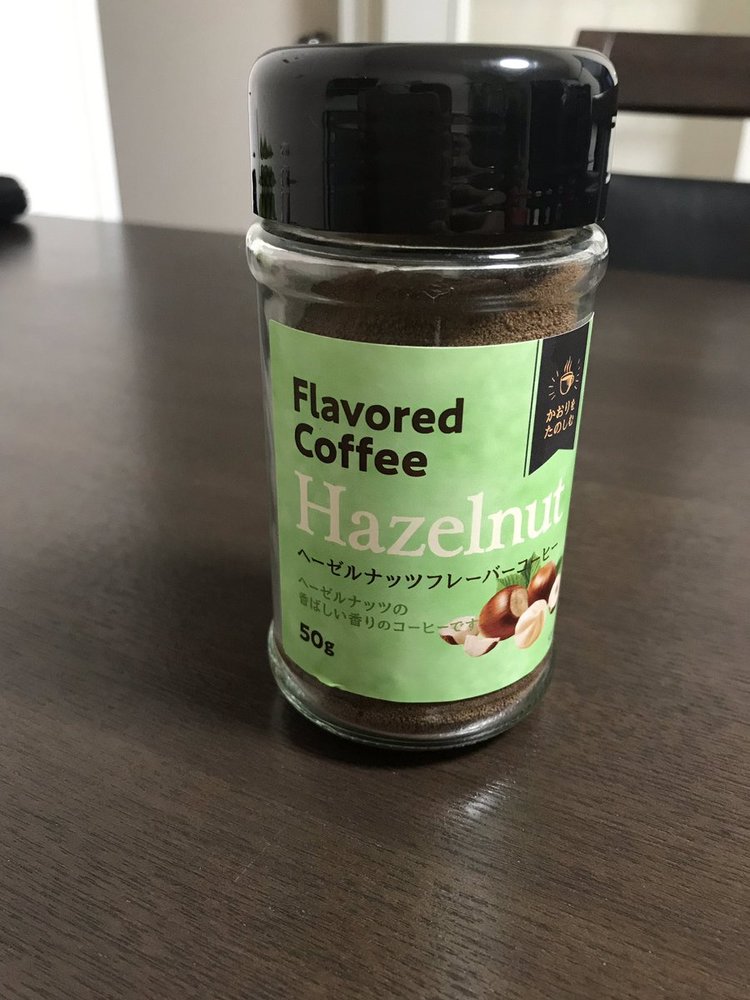 かおりを
たのしむ
Flavored
Coffee
Hazelnut
ヘーゼルナッツフレーバーコーヒー
ヘーゼルナッツの
香ばしい香りのコーヒーです
50g